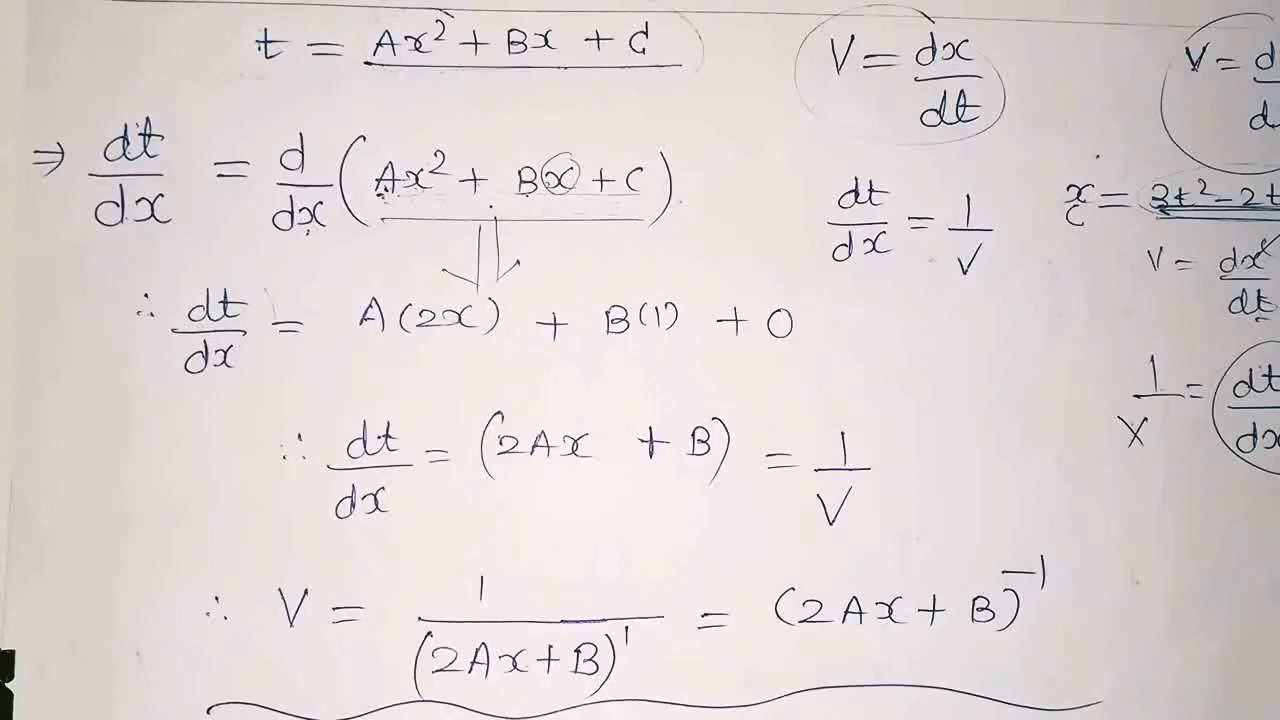 t = Ax² + Bx + C
⇒ dt/dx = d/dx (Ax² + Bx + C)
∴ dt/dx = A(2x) + B(1) + 0
∴ dt/dx = (2Ax + B) = 1/V
∴ V = 1/(2Ax+B)¹ = (2Ax + B)⁻¹
V = dx/dt
dt/dx = 1/V
V = d
d
x = 3t² - 2t
c
V = dx/dt
1/V = dt/dx